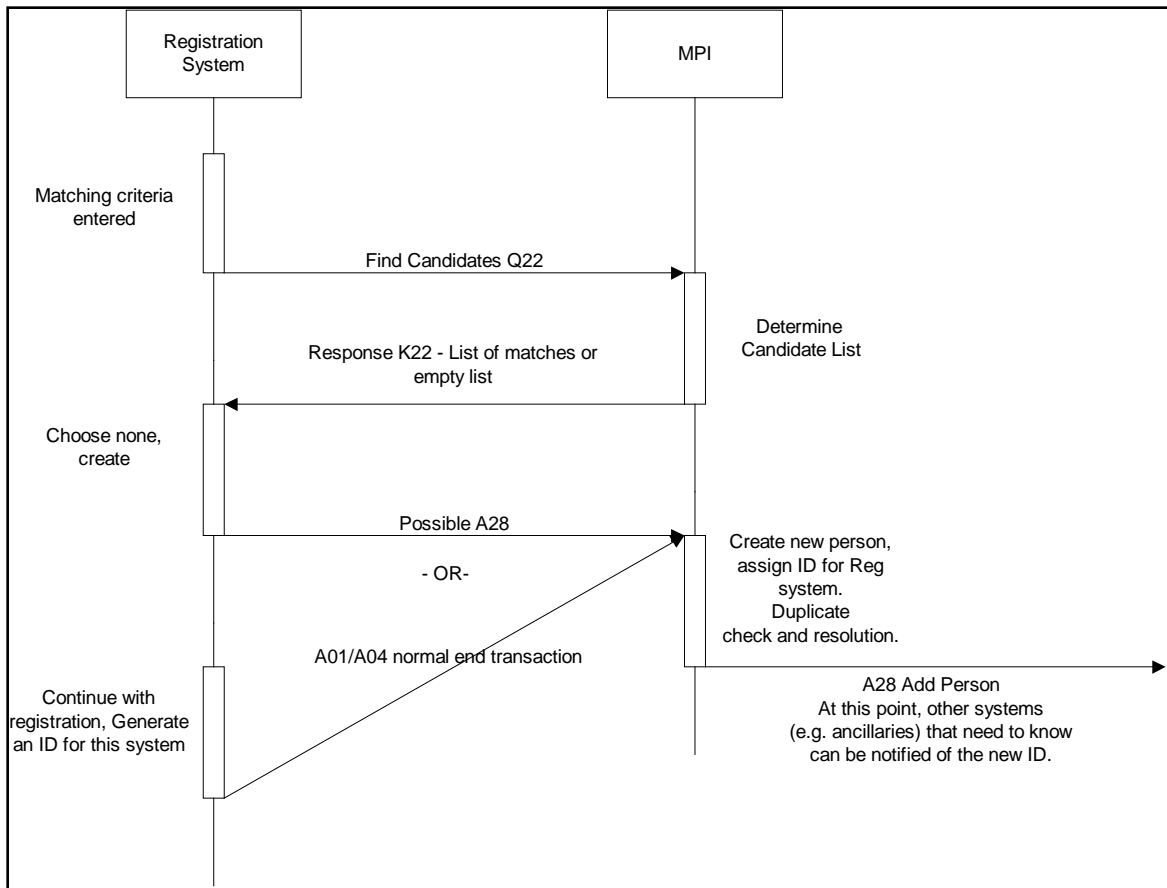 Registration
System
MPI
Matching criteria
entered
Find Candidates Q22
Determine
Candidate List
Response K22 - List of matches or
empty list
Choose none,
create
Possible A28
- OR-
Create new person,
assign ID for Reg
system.
Duplicate
check and resolution.
A01/A04 normal end transaction
Continue with
registration, Generate
an ID for this system
A28 Add Person
At this point, other systems
(e.g. ancillaries) that need to know
can be notified of the new ID.